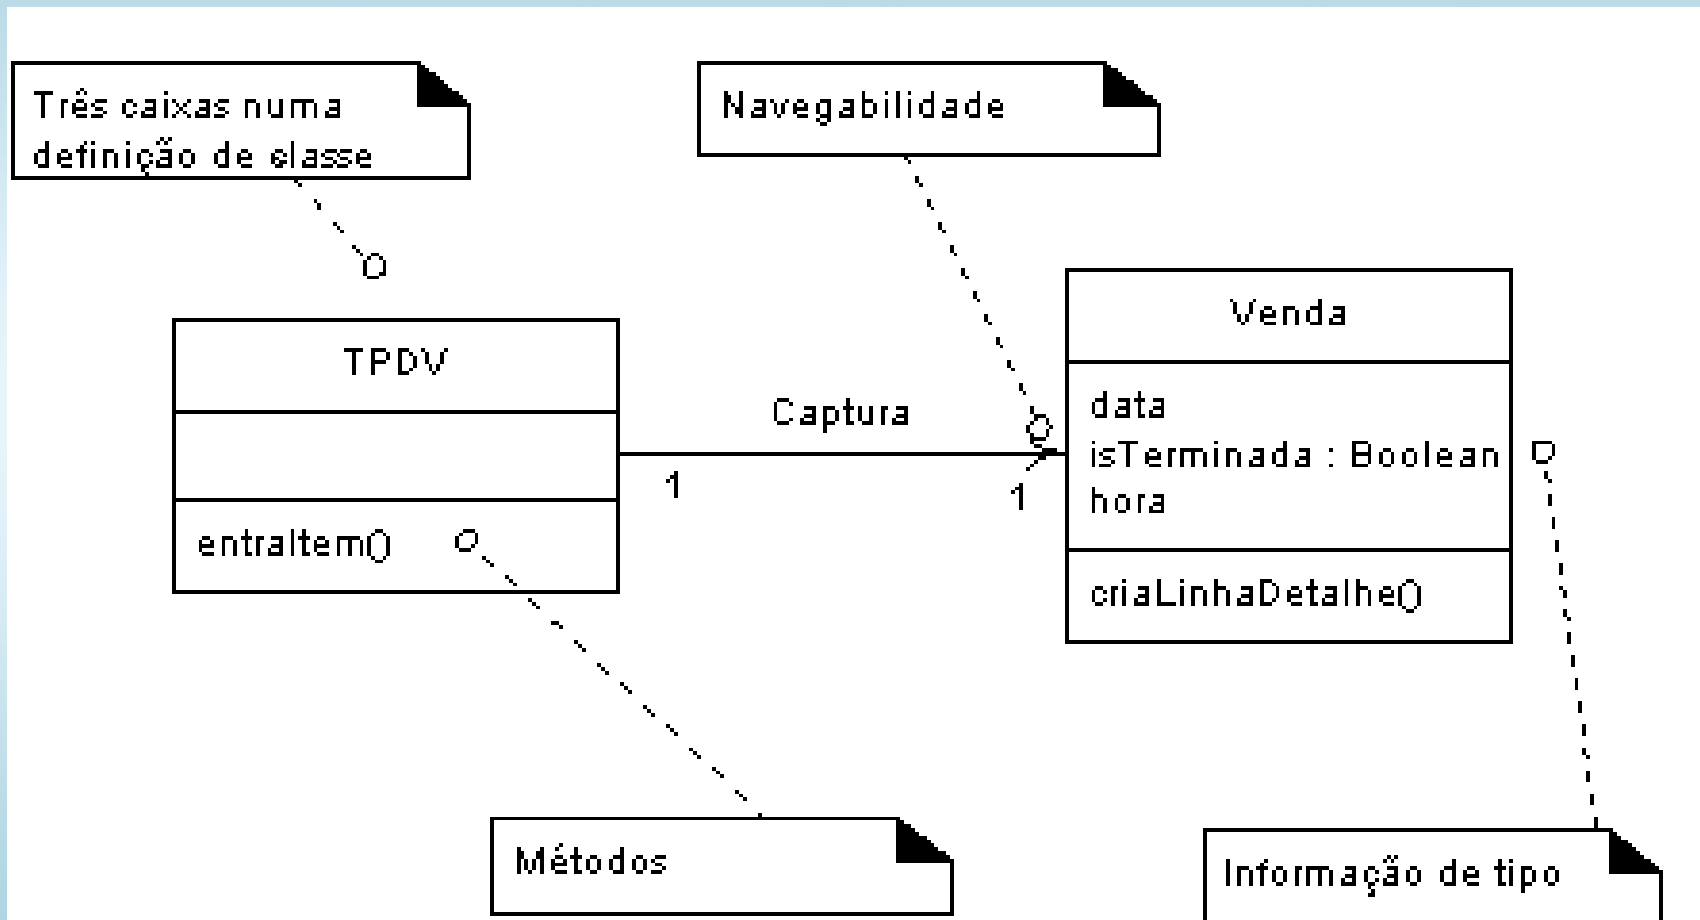 Três caixas numa
definição de classe
Navegabilidade
TPDV
entraItem()
Captura
1
1
Venda
data
isTerminada : Boolean
hora
criaLinhaDetalhe()
Métodos
Informação de tipo